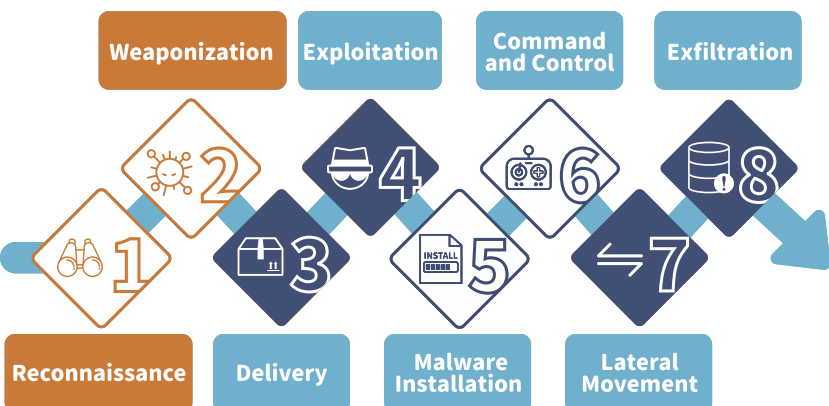 Weaponization
Exploitation
Command
and Control
Exfiltration
2
4
6
8
1
3
INSTALL
5
7
Reconnaissance
Delivery
Malware
Installation
Lateral
Movement